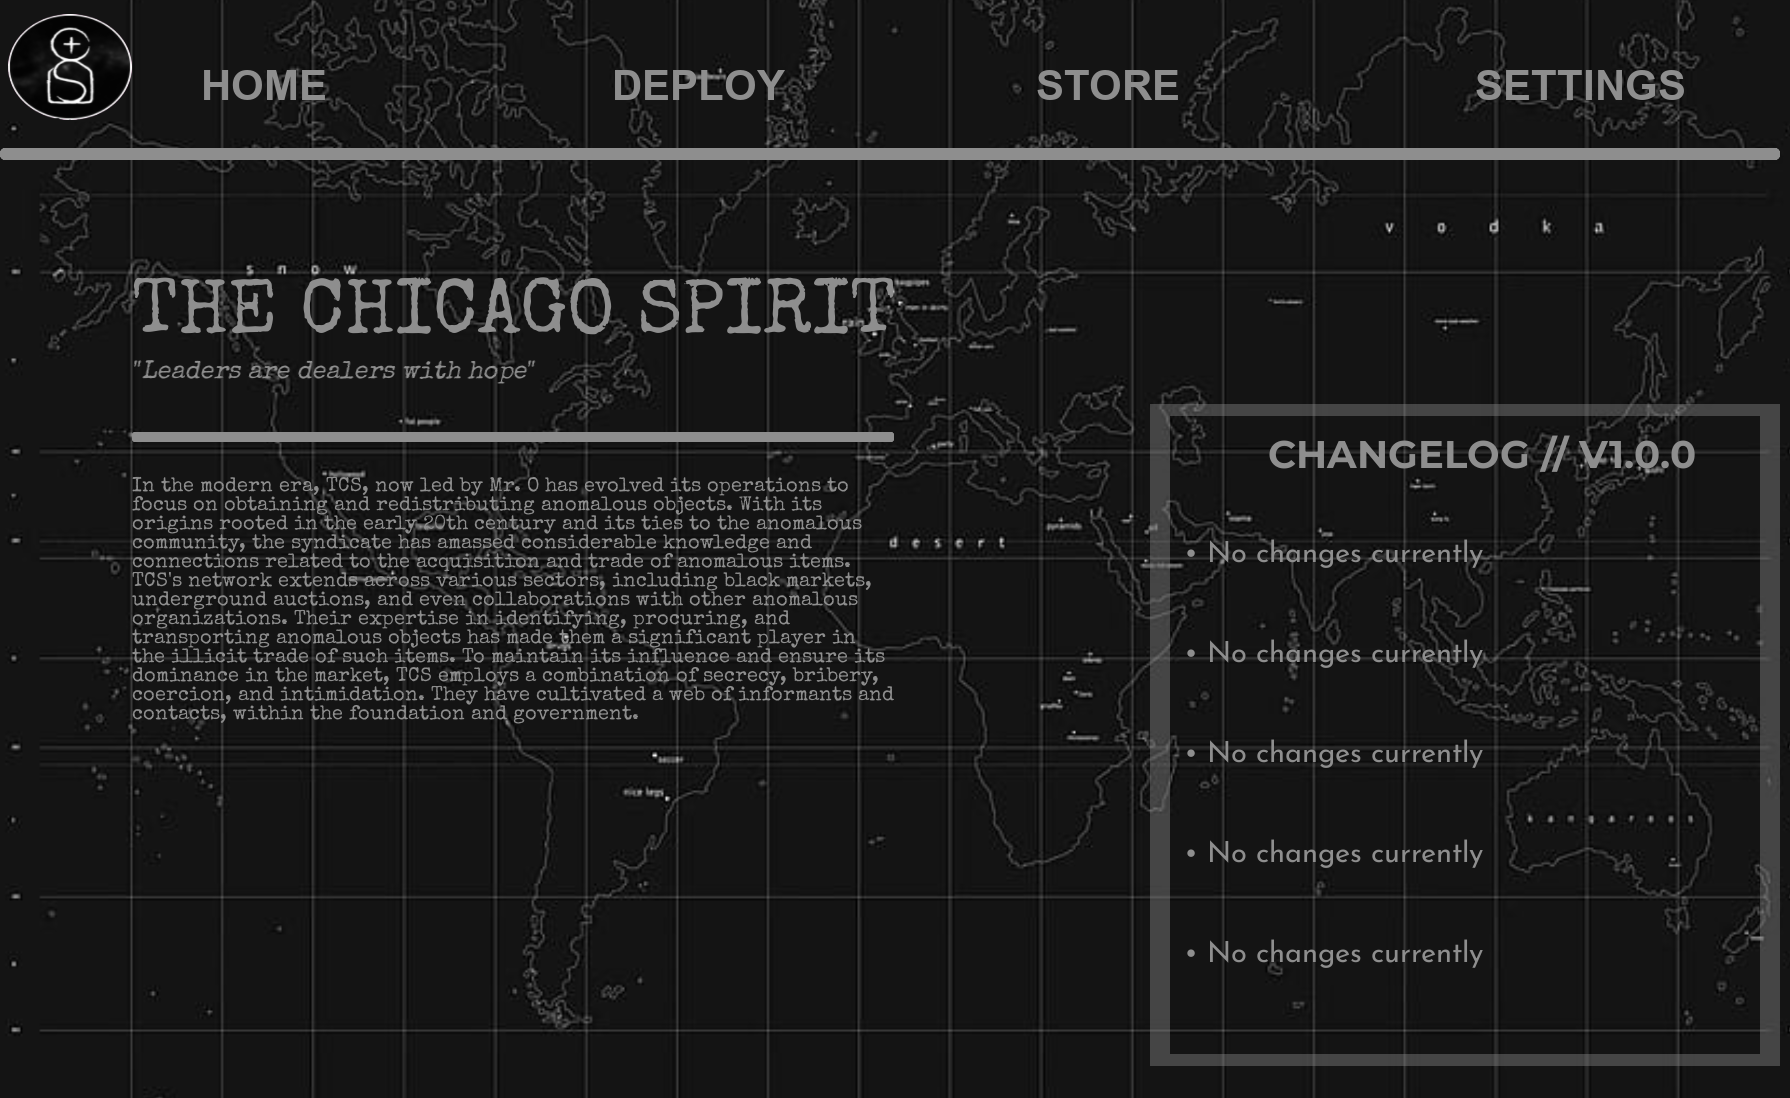 HOME DEPLOY STORE SETTINGS
v o d k a
s n o w
THE CHICAGO SPIRIT
"Leaders are dealers with hope"
fat people
hollywood
In the modern era, TCS, now led by Mr. O has evolved its operations to
focus on obtaining and redistributing anomalous objects. With its
origins rooted in the early 20th century and its ties to the anomalous
community, the syndicate has amassed considerable knowledge and
connections related to the acquisition and trade of anomalous items.
TCS's network extends across various sectors, including black markets,
underground auctions, and even collaborations with other anomalous
organizations. Their expertise in identifying, procuring, and
transporting anomalous objects has made them a significant player in
the illicit trade of such items. To maintain its influence and ensure its
dominance in the market, TCS employs a combination of secrecy, bribery,
coercion, and intimidation. They have cultivated a web of informants and
contacts, within the foundation and government.
pyramids
d e s e r t
soccer
nice legs
CHANGELOG // V1.0.0
• No changes currently
• No changes currently
• No changes currently
• No changes currently
• No changes currently
k a n g a r o o s